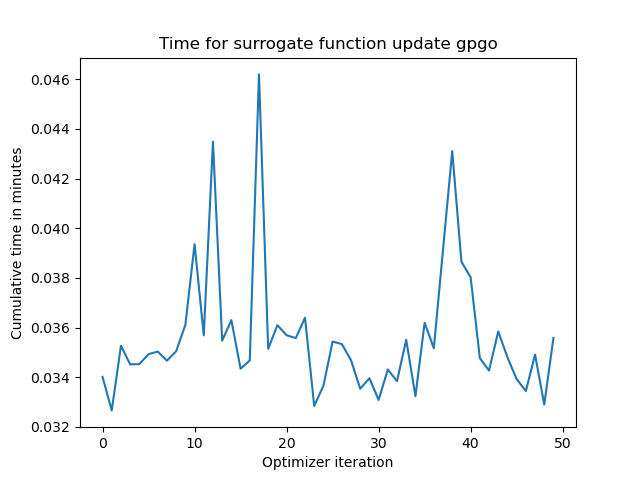 Time for surrogate function update gpgo
0.046
0.044
0.042
0.040
0.038
0.036
0.034
0.032
Cumulative time in minutes
0 10 20 30 40 50
Optimizer iteration